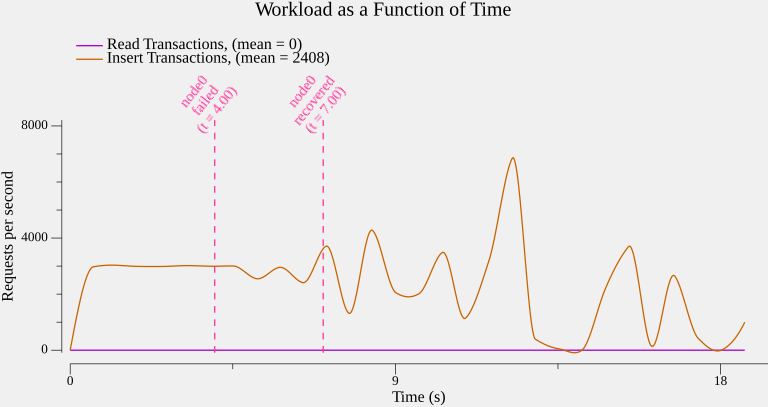 Workload as a Function of Time
Read Transactions, (mean = 0)
Insert Transactions, (mean = 2408)
node0
failed
(t = 4.00)
node0
recovered
(t = 7.00)
Requests per second
8000
4000
0
0
9
18
Time (s)